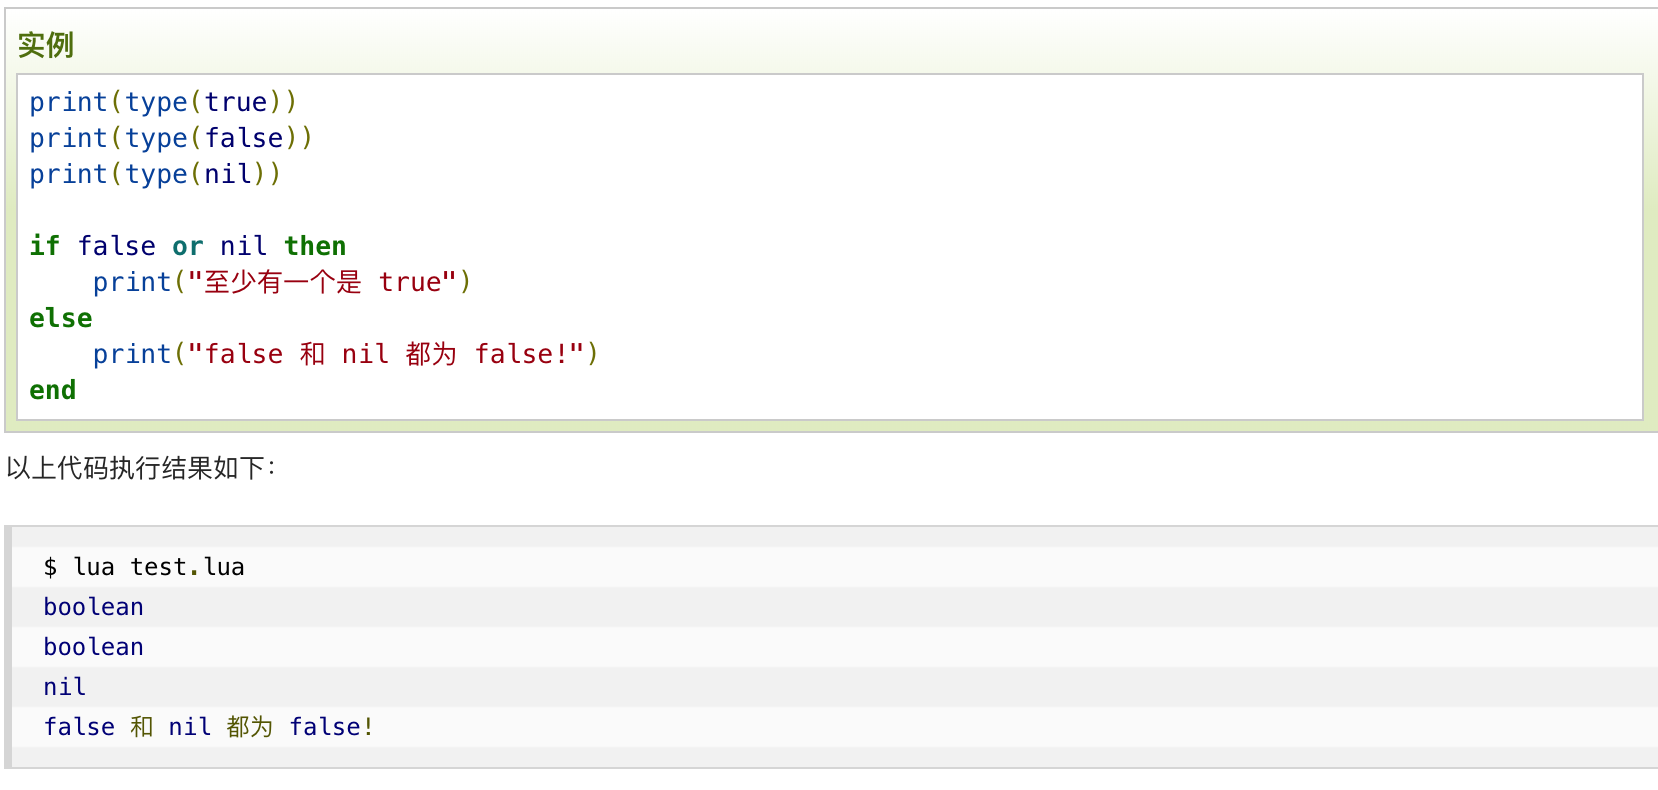 实例
print(type(true))
print(type(false))
print(type(nil))
if false or nil then
    print("至少有一个是 true")
else
    print("false 和 nil 都为 false!")
end
以上代码执行结果如下:
$ lua test.lua
boolean
boolean
nil
false 和 nil 都为 false!